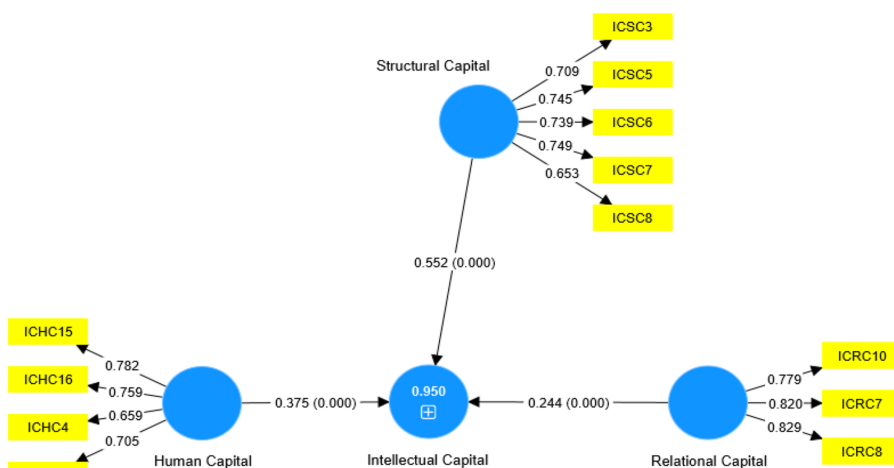 ICSC3
Structural Capital
0.709
ICSC5
0.745
0.739
ICSC6
0.749
ICSC7
0.653
ICSC8
0.552 (0.000)
ICHC15
ICRC10
0.782
ICHC16
0.759
0.779
0.950
0.375 (0.000)
0.244 (0.000)
0.820
ICRC7
0.659
ICHC4
0.829
0.705
ICRC8
Human Capital
Intellectual Capital
Relational Capital